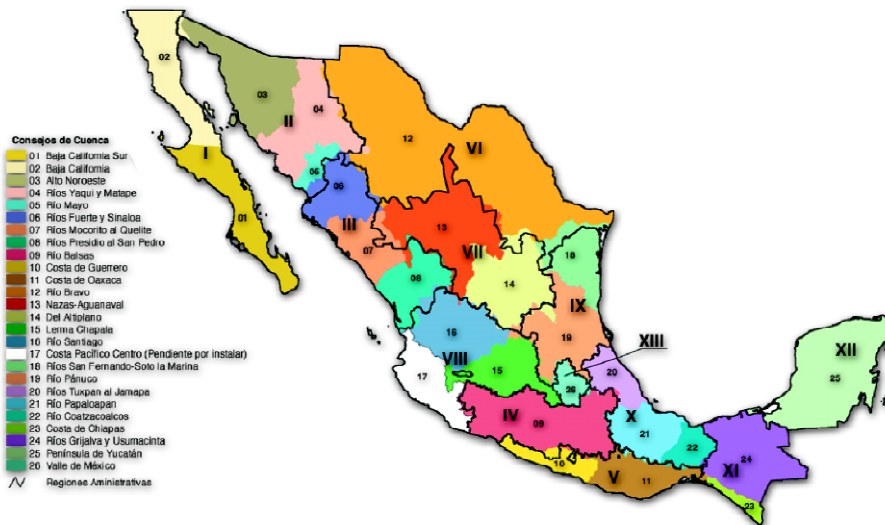 Consejos de Cuenca
01 Baja California Sur
02 Baja California
03 Alto Noroeste
04 Ríos Yaqui y Matape
05 Río Mayo
06 Ríos Fuerte y Sinaloa
07 Ríos Mocorito al Quelite
08 Ríos Presidio al San Pedro
09 Río Balsas
10 Costa de Guerrero
11 Costa de Oaxaca
12 Río Bravo
13 Nazas-Aguanaval
14 Del Altiplano
15 Lerma Chapala
16 Río Santiago
17 Costa Pacífico Centro (Pendiente por instalar)
18 Ríos San Fernando-Soto la Marina
19 Río Pánuco
20 Ríos Tuxpan al Jamapa
21 Río Papaloapan
22 Río Coatzacoalcos
23 Costa de Chiapas
24 Ríos Grijalva y Usumacinta
25 Península de Yucatán
26 Valle de México
Regiones Aministrativas
02
03
04
II
12
VI
I
05
06
01
III
13
07
VII
18
08
14
IX
16
19
XIII
XII
VIII
17
15
26
20
25
IV
09
X
21
22
24
10
V
11
XI
23